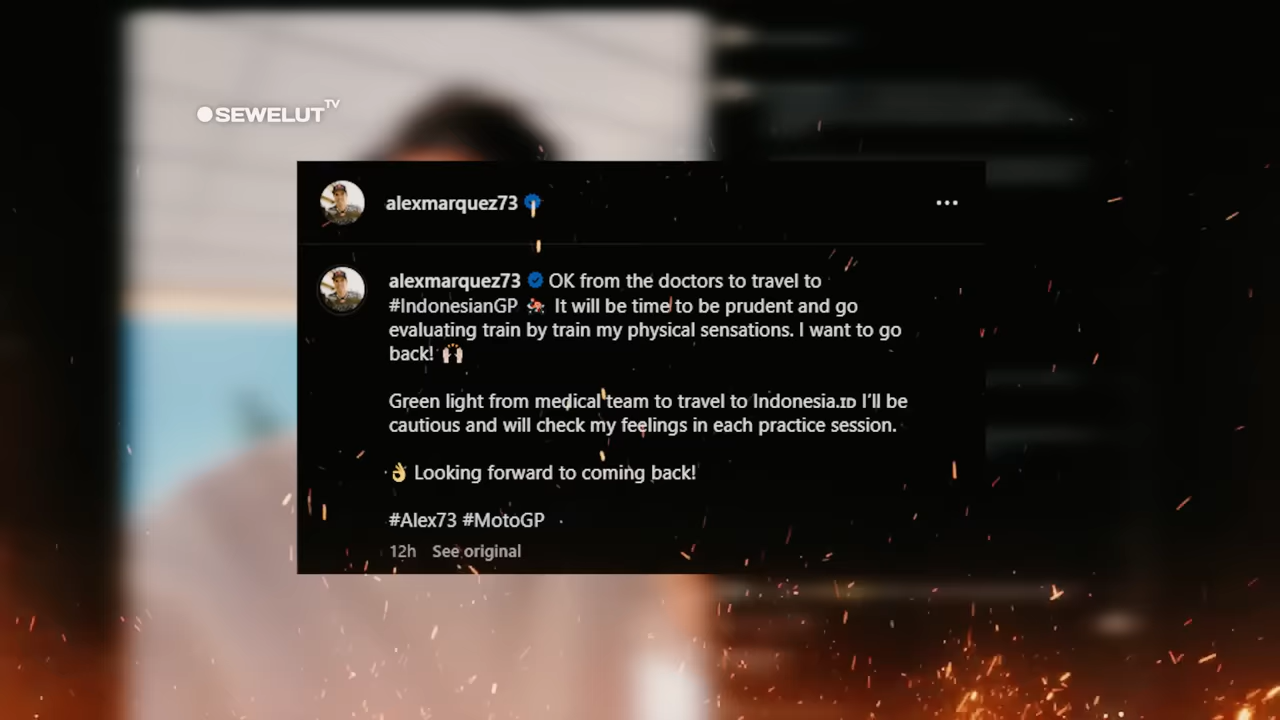 SEWELUT TV
alexmarquez73
alexmarquez73 OK from the doctors to travel to
#IndonesianGP 🏍️ It will be time to be prudent and go
evaluating train by train my physical sensations. I want to go
back! 🙌🏻
Green light from medical team to travel to Indonesia.🇮🇩 I'll be
cautious and will check my feelings in each practice session.
👌 Looking forward to coming back!
#Alex73 #MotoGP
12h See original